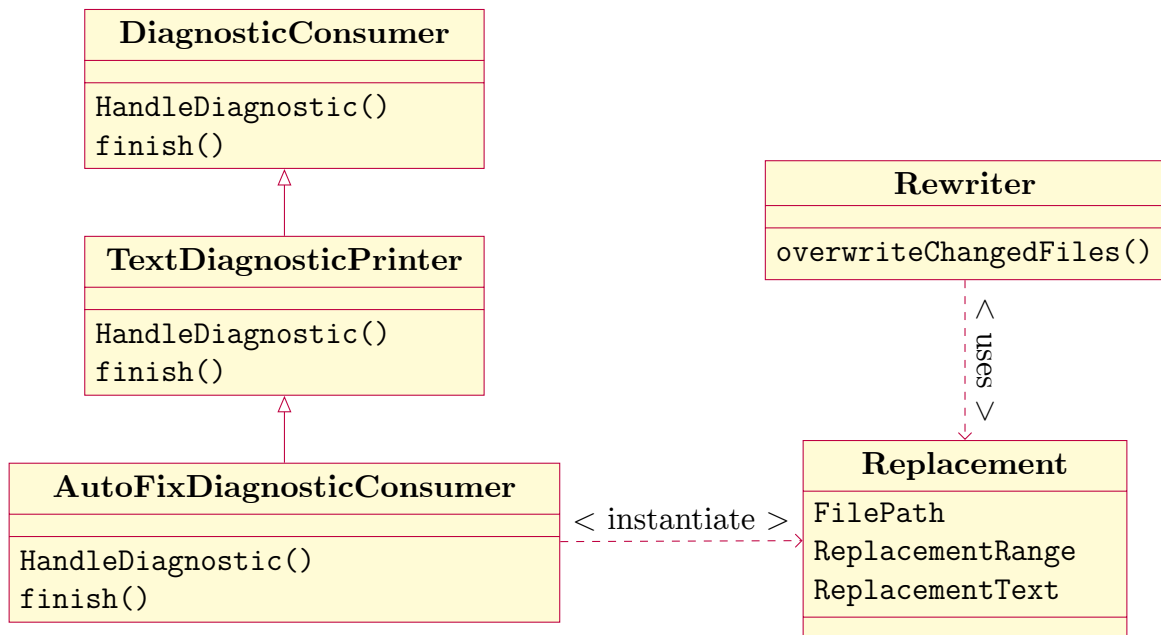 DiagnosticConsumer
HandleDiagnostic()
finish()
TextDiagnosticPrinter
HandleDiagnostic()
finish()
AutoFixDiagnosticConsumer
HandleDiagnostic()
finish()
< instantiate >
Rewriter
overwriteChangedFiles()
< uses >
Replacement
FilePath
ReplacementRange
ReplacementText